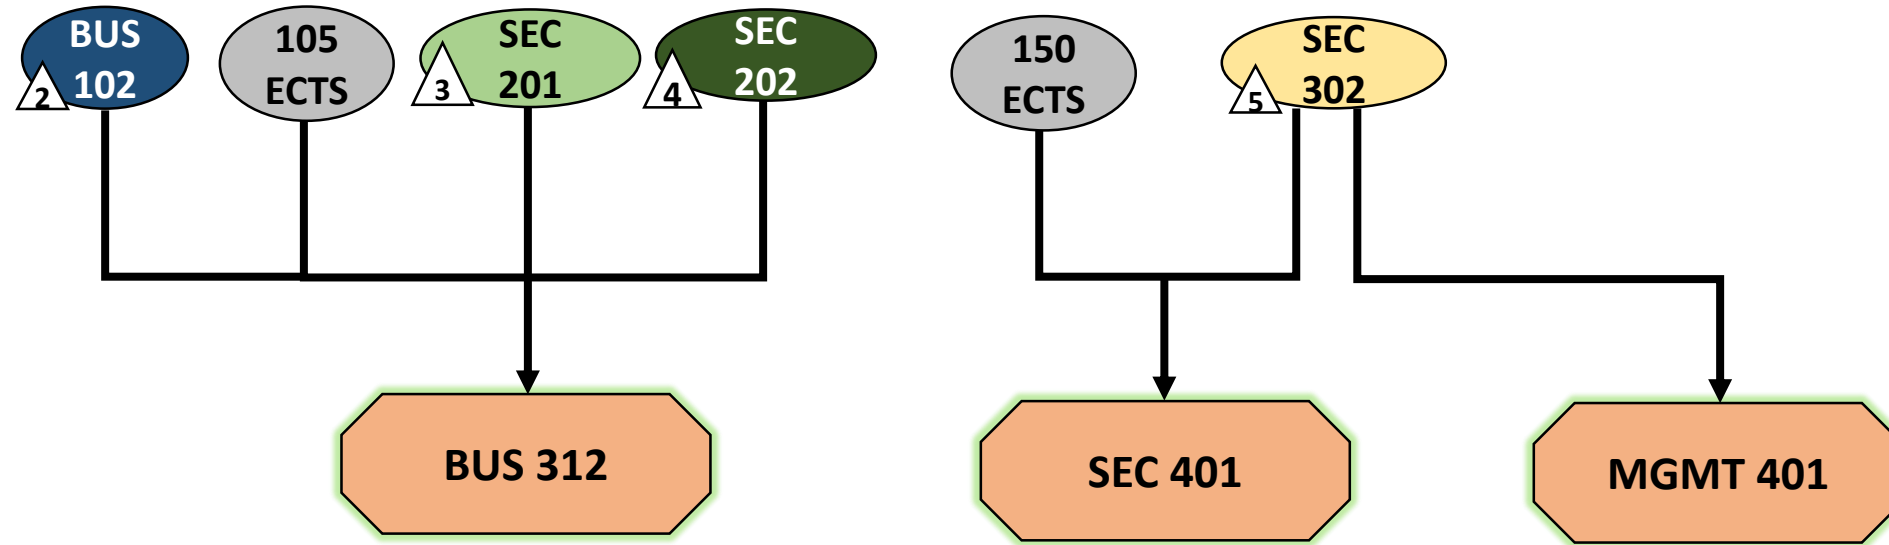 BUS
102
2
105
ECTS
SEC
201
3
SEC
202
4
150
ECTS
SEC
302
5
BUS 312
SEC 401
MGMT 401